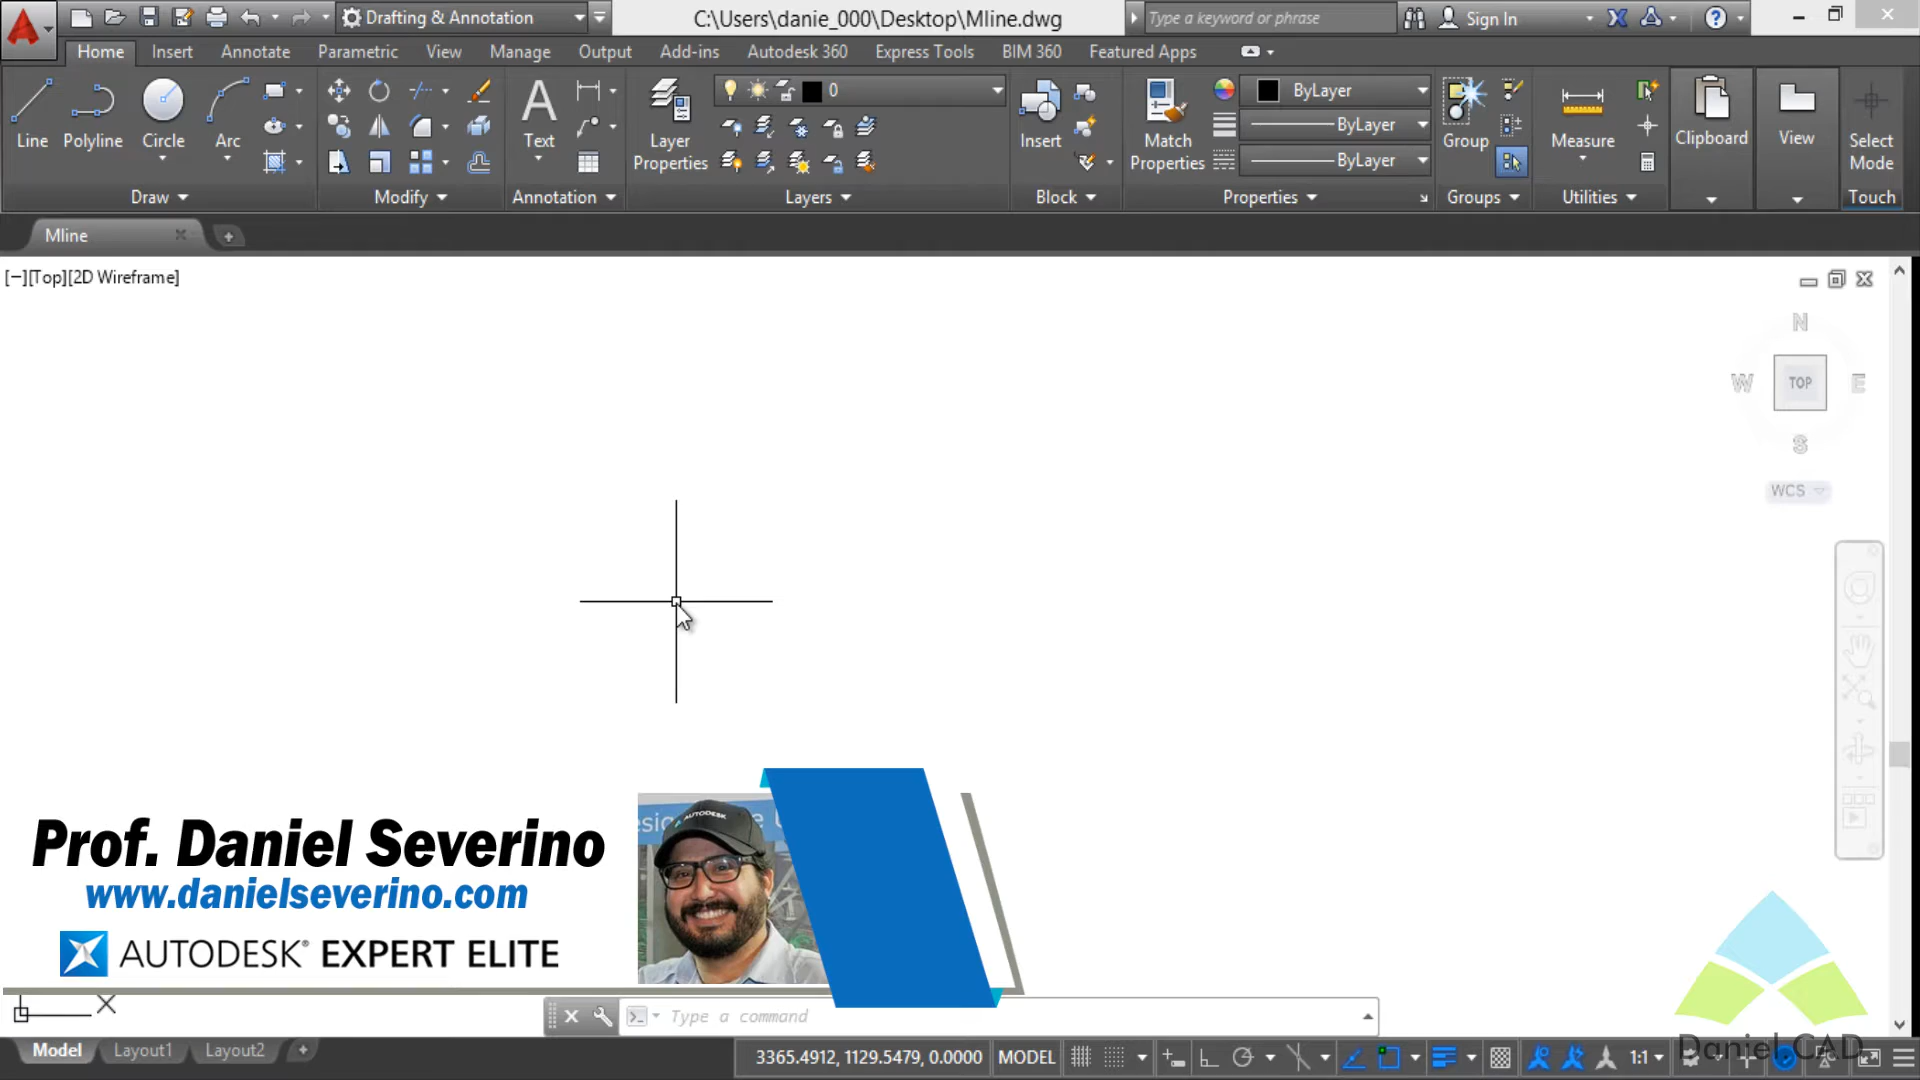 Drafting & Annotation
C:\Users\danie_000\Desktop\Mline.dwg
Type a keyword or phrase
Sign In
Home Insert Annotate Parametric View Manage Output Add-ins Autodesk 360 Express Tools BIM 360 Featured Apps
Line Polyline Circle Arc
Text
Layer Properties
0
Insert
Match Properties
ByLayer
ByLayer
ByLayer
Group
Measure
Clipboard
View
Select Mode
Draw Modify Annotation Layers Block Properties Groups Utilities Touch
Mline
[−][Top][2D Wireframe]
N
W TOP E
S
WCS
Prof. Daniel Severino
www.danielseverino.com
AUTODESK® EXPERT ELITE
AUTODESK
X
Type a command
Model Layout1 Layout2
3365.4912, 1129.5479, 0.0000 MODEL
1:1
Daniel CAD